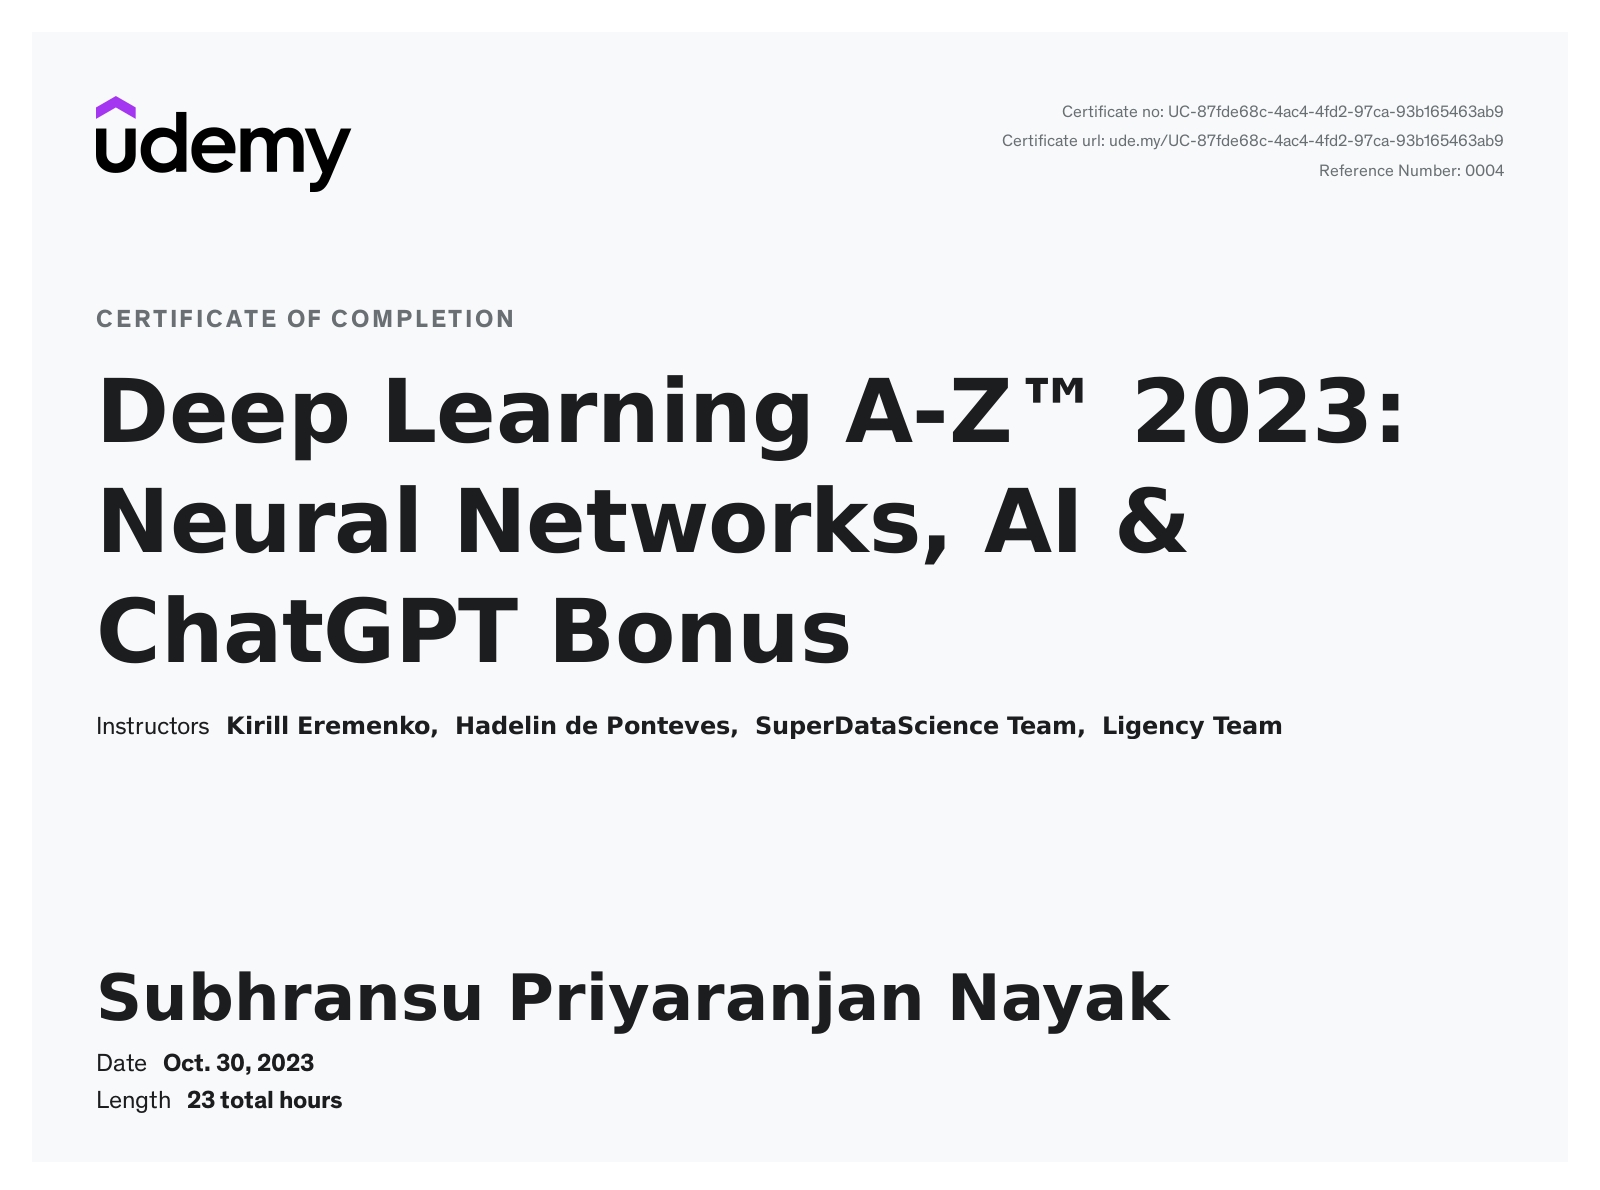 udemy
Certificate no: UC-87fde68c-4ac4-4fd2-97ca-93b165463ab9
Certificate url: ude.my/UC-87fde68c-4ac4-4fd2-97ca-93b165463ab9
Reference Number: 0004
CERTIFICATE OF COMPLETION
Deep Learning A-Z™ 2023:
Neural Networks, AI &
ChatGPT Bonus
Instructors Kirill Eremenko, Hadelin de Ponteves, SuperDataScience Team, Ligency Team
Subhransu Priyaranjan Nayak
Date Oct. 30, 2023
Length 23 total hours